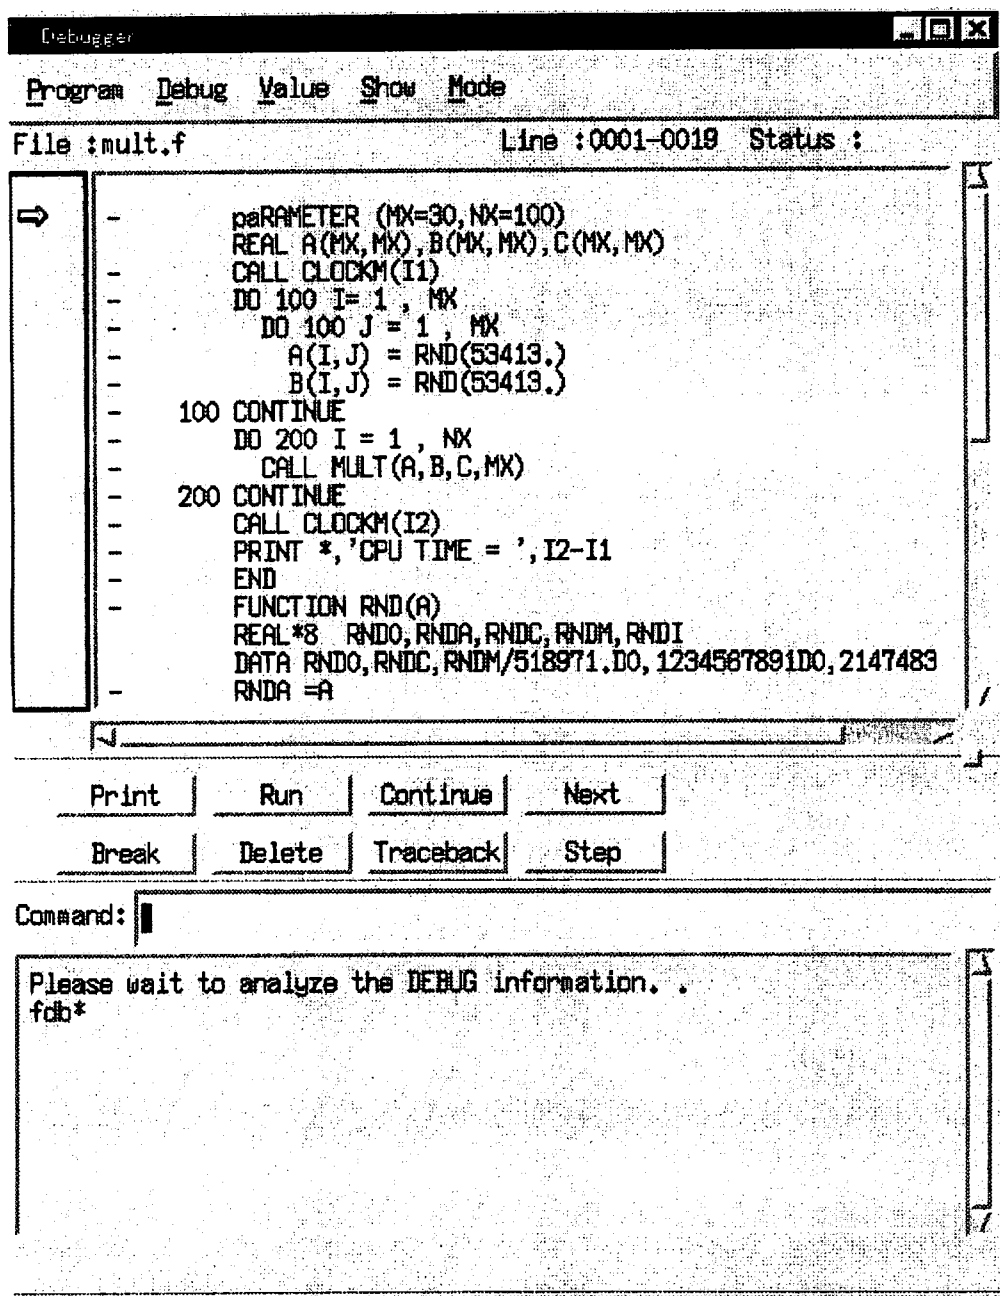 Debugger
Program Debug Value Show Mode
File :mult.f Line :0001-0019 Status :
- paRAMETER (MX=30,NX=100)
REAL A(MX,MX),B(MX,MX),C(MX,MX)
- CALL CLOCKM(I1)
- DO 100 I= 1 , MX
- DO 100 J = 1 , MX
- A(I,J) = RND(53413.)
- B(I,J) = RND(53413.)
- 100 CONTINUE
- DO 200 I = 1 , NX
- CALL MULT(A,B,C,MX)
- 200 CONTINUE
- CALL CLOCKM(I2)
- PRINT *,'CPU TIME = ',I2-I1
- END
- FUNCTION RND(A)
REAL*8 RND0,RNDA,RNDC,RNDM,RNDI
DATA RND0,RNDC,RNDM/518971.D0,1234567891D0,2147483
- RNDA =A
Print Run Continue Next
Break Delete Traceback Step
Command:
Please wait to analyze the DEBUG information. .
fdb*